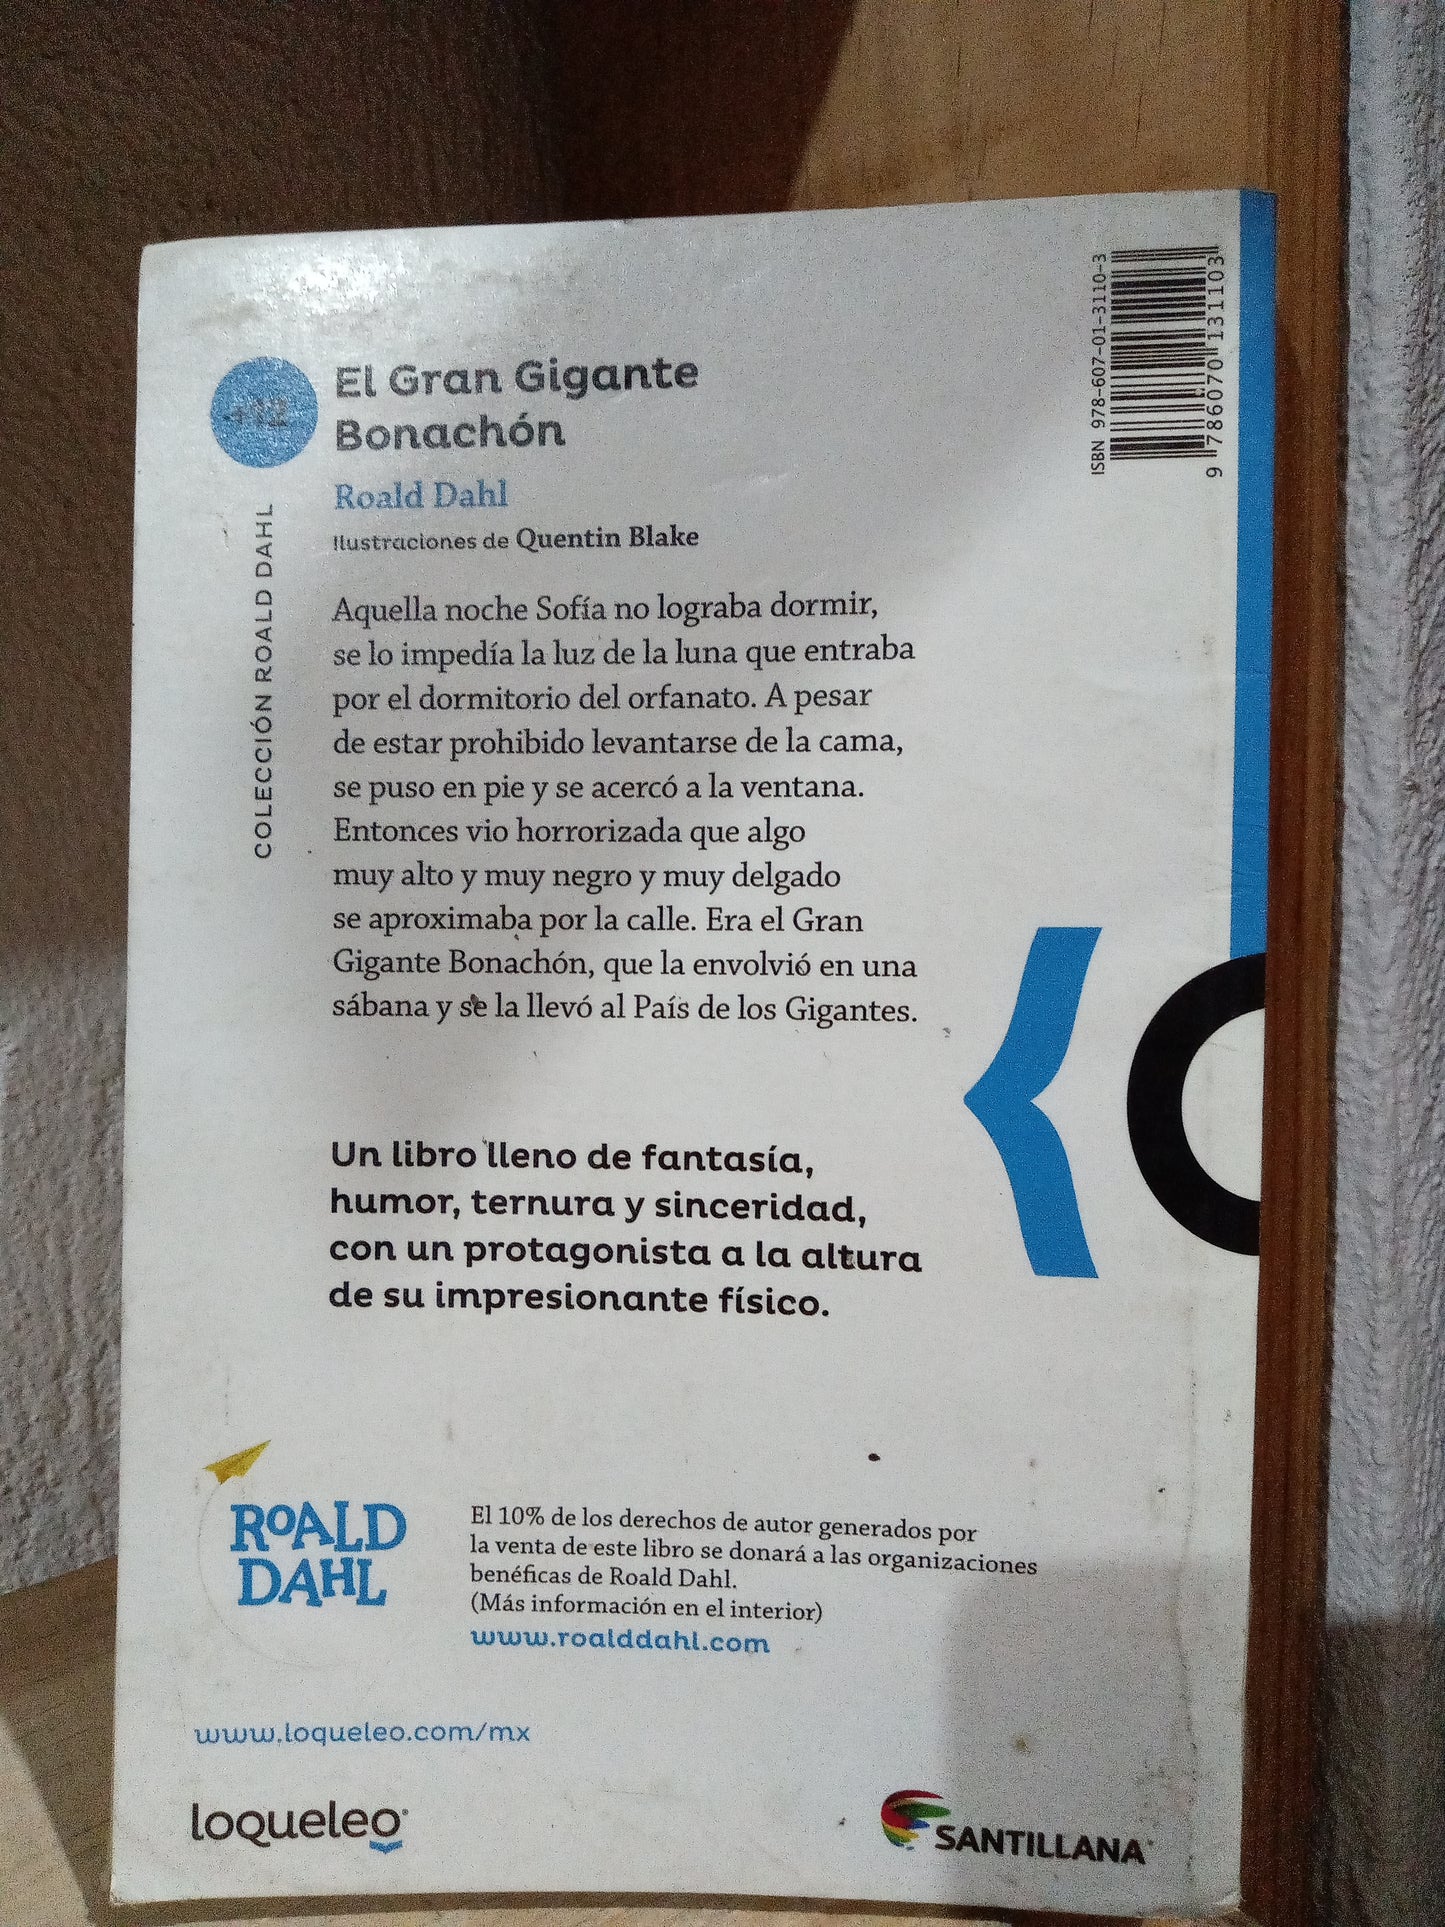 +12
El Gran Gigante
Bonachón
Roald Dahl
Ilustraciones de Quentin Blake
COLECCIÓN ROALD DAHL
Aquella noche Sofía no lograba dormir,
se lo impedía la luz de la luna que entraba
por el dormitorio del orfanato. A pesar
de estar prohibido levantarse de la cama,
se puso en pie y se acercó a la ventana.
Entonces vio horrorizada que algo
muy alto y muy negro y muy delgado
se aproximaba por la calle. Era el Gran
Gigante Bonachón, que la envolvió en una
sábana y se la llevó al País de los Gigantes.
Un libro lleno de fantasía,
humor, ternura y sinceridad,
con un protagonista a la altura
de su impresionante físico.
ISBN 978-607-01-3110-3
9 786070 131103
ROALD
DAHL
El 10% de los derechos de autor generados por
la venta de este libro se donará a las organizaciones
benéficas de Roald Dahl.
(Más información en el interior)
www.roalddahl.com
www.loqueleo.com/mx
loqueleo
SANTILLANA